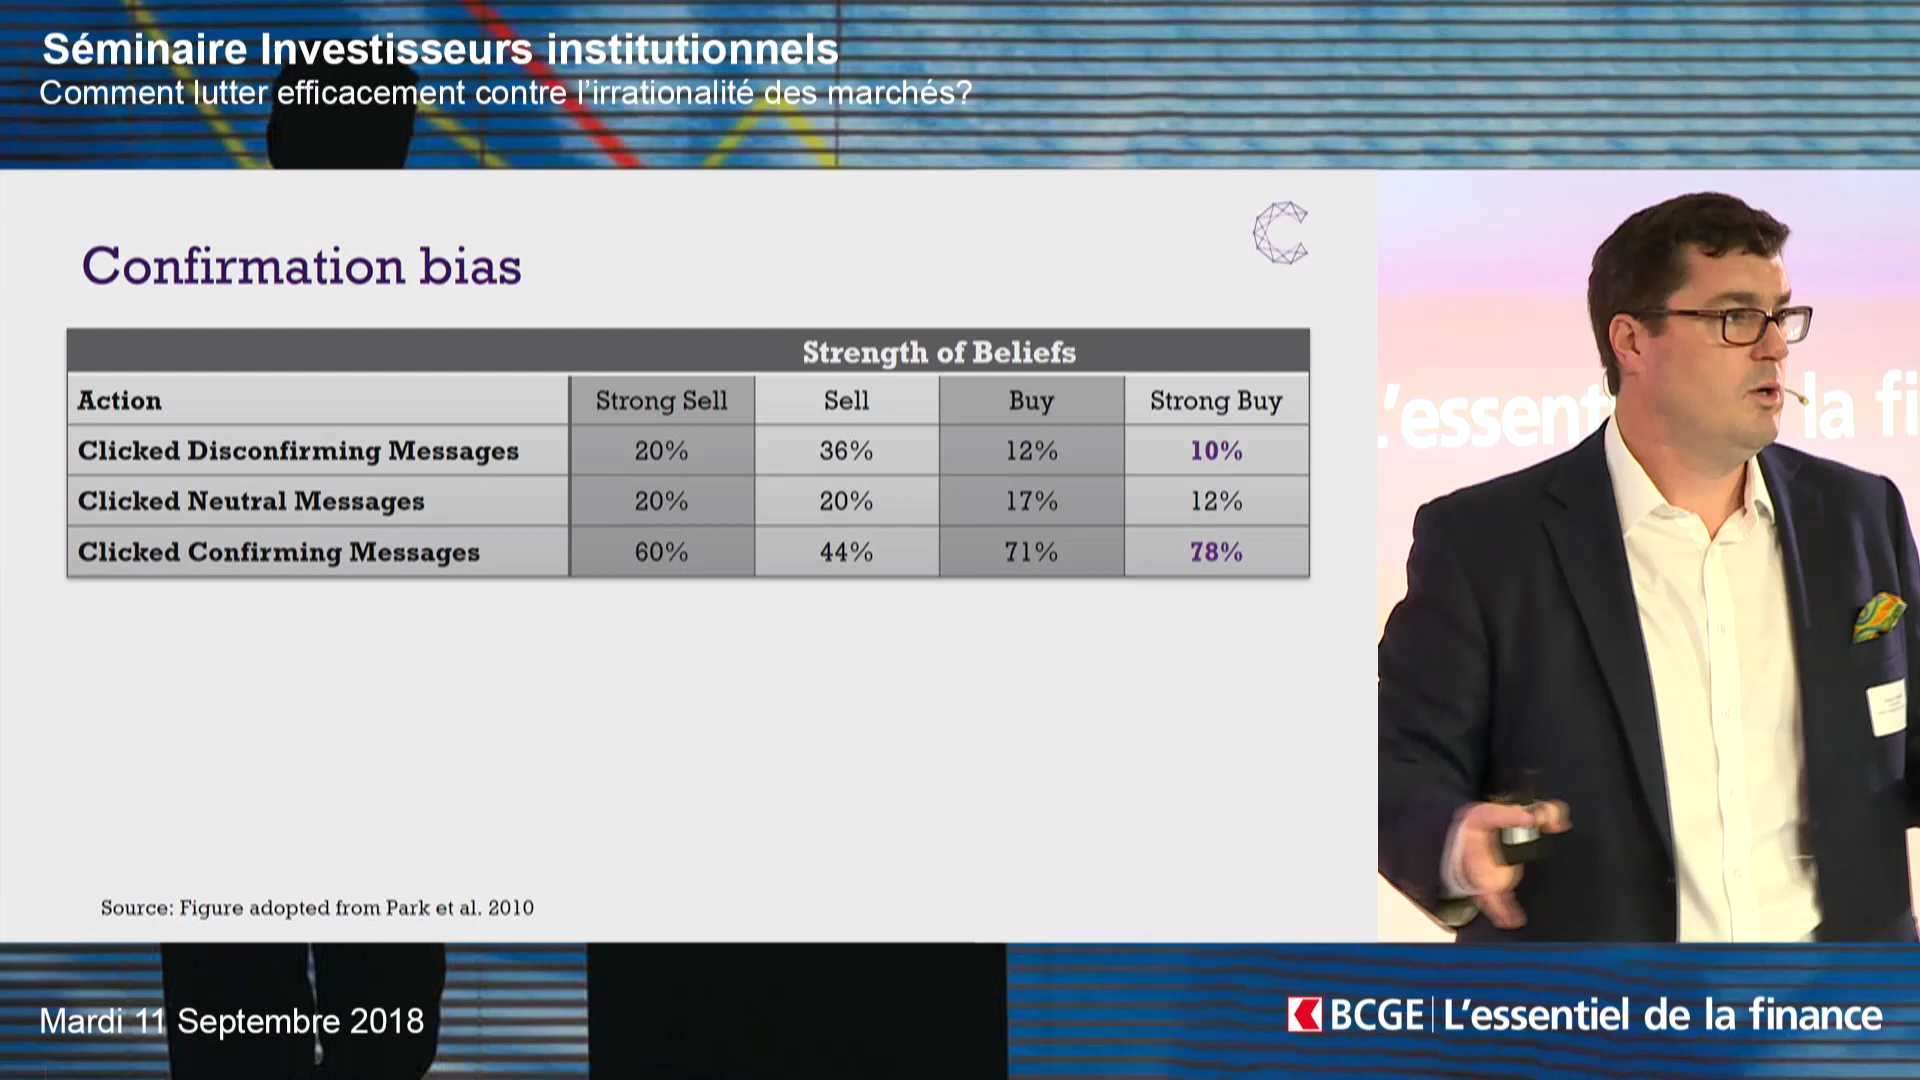 Séminaire Investisseurs institutionnels
Comment lutter efficacement contre l'irrationalité des marchés?
Confirmation bias
Strength of Beliefs
Action Strong Sell Sell Buy Strong Buy
Clicked Disconfirming Messages 20% 36% 12% 10%
Clicked Neutral Messages 20% 20% 17% 12%
Clicked Confirming Messages 60% 44% 71% 78%
Source: Figure adopted from Park et al. 2010
'essent la fi
Mardi 11 Septembre 2018
BCGE L'essentiel de la finance